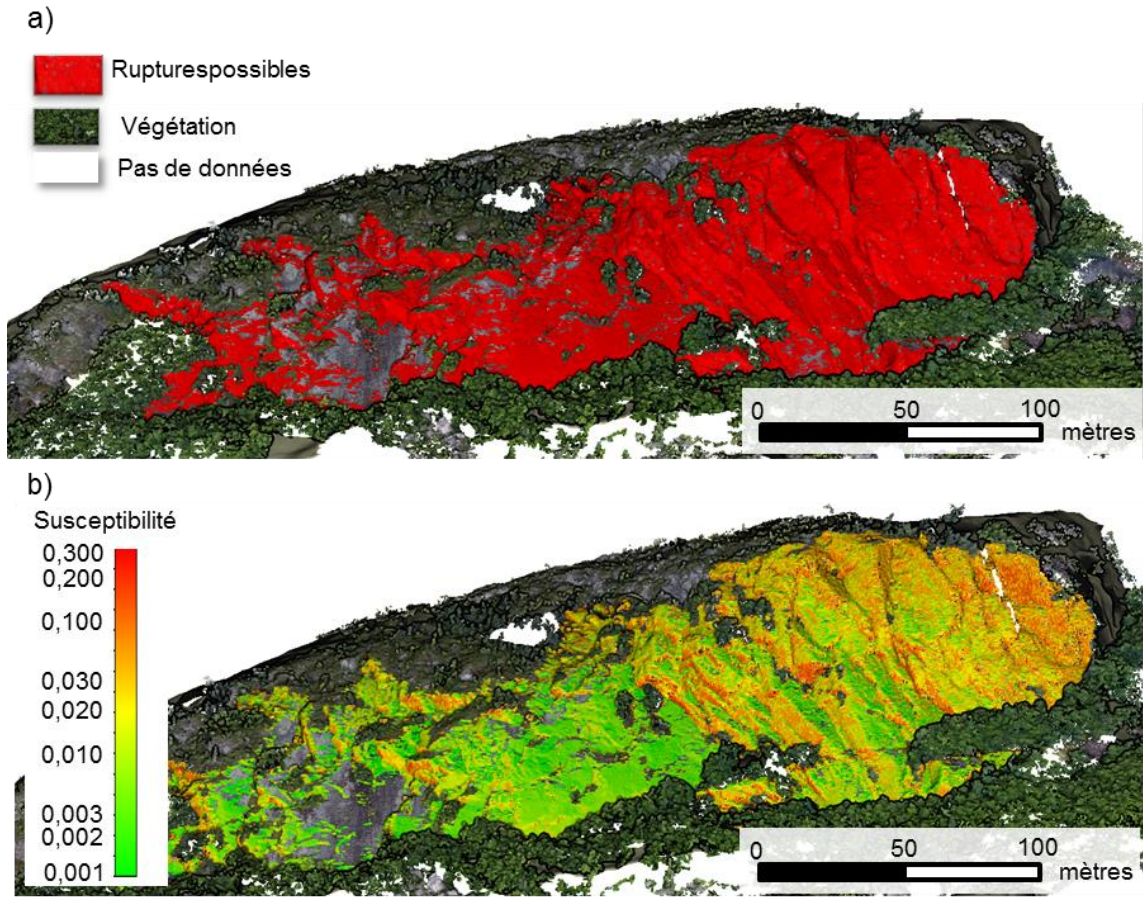 a)
Rupturespossibles
Végétation
Pas de données
0 50 100
mètres
b)
Susceptibilité
0,300
0,200
0,100
0,030
0,020
0,010
0,003
0,002
0,001
0 50 100
mètres